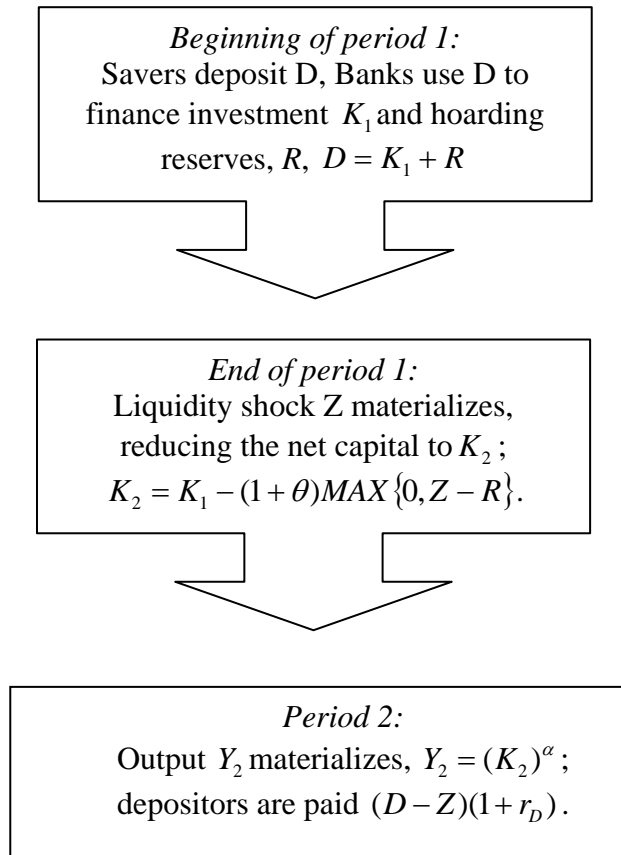 Beginning of period 1:
Savers deposit D, Banks use D to
finance investment K₁ and hoarding
reserves, R, D = K₁ + R
End of period 1:
Liquidity shock Z materializes,
reducing the net capital to K₂ ;
K₂ = K₁ − (1 + θ)MAX{0, Z − R}.
Period 2:
Output Y₂ materializes, Y₂ = (K₂)^α ;
depositors are paid (D − Z)(1 + r_D) .